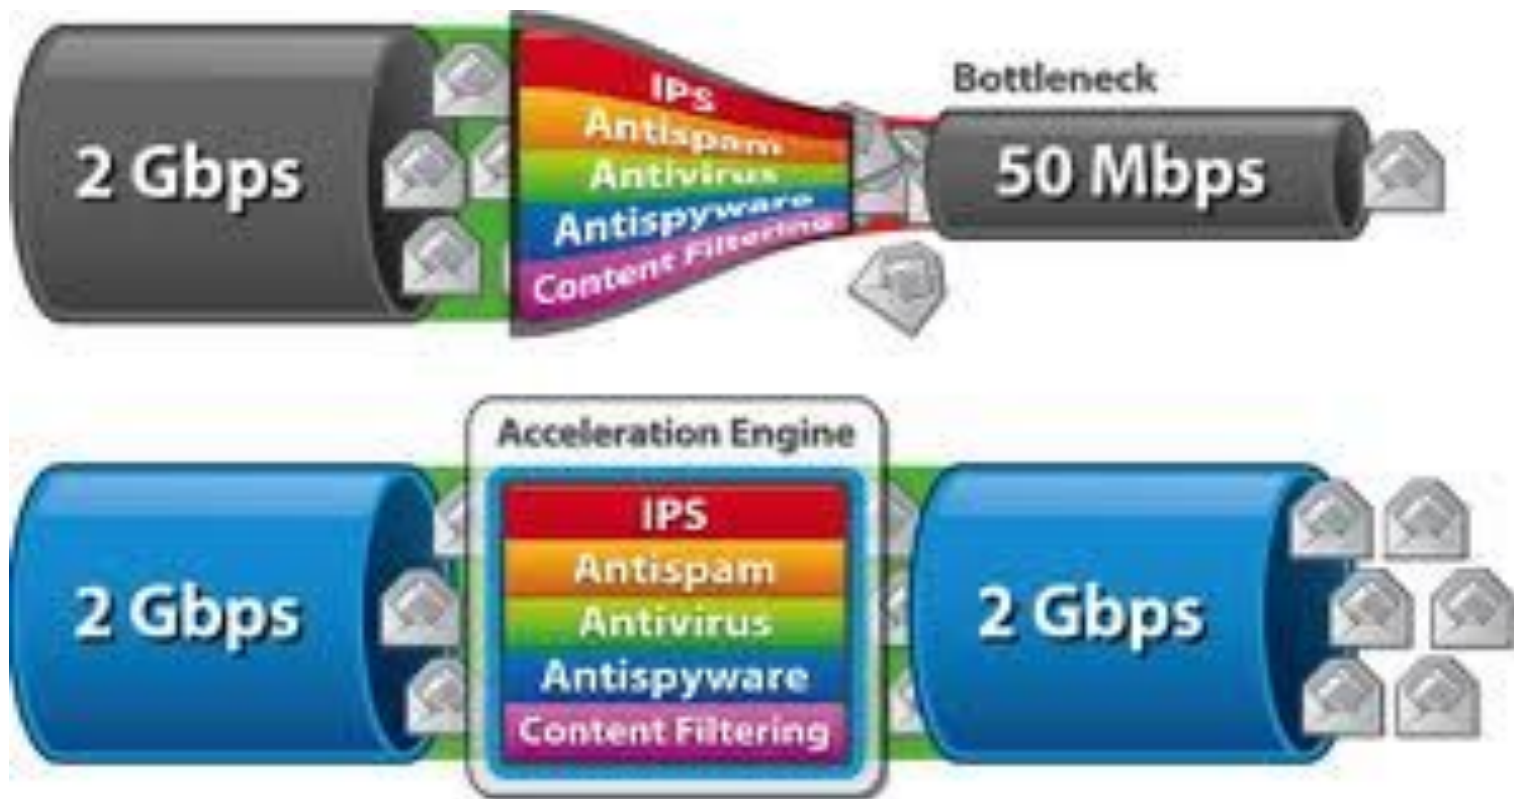 Bottleneck
2 Gbps
IPS
Antispam
Antivirus
Antispyware
Content Filtering
50 Mbps
Acceleration Engine
2 Gbps
IPS
Antispam
Antivirus
Antispyware
Content Filtering
2 Gbps